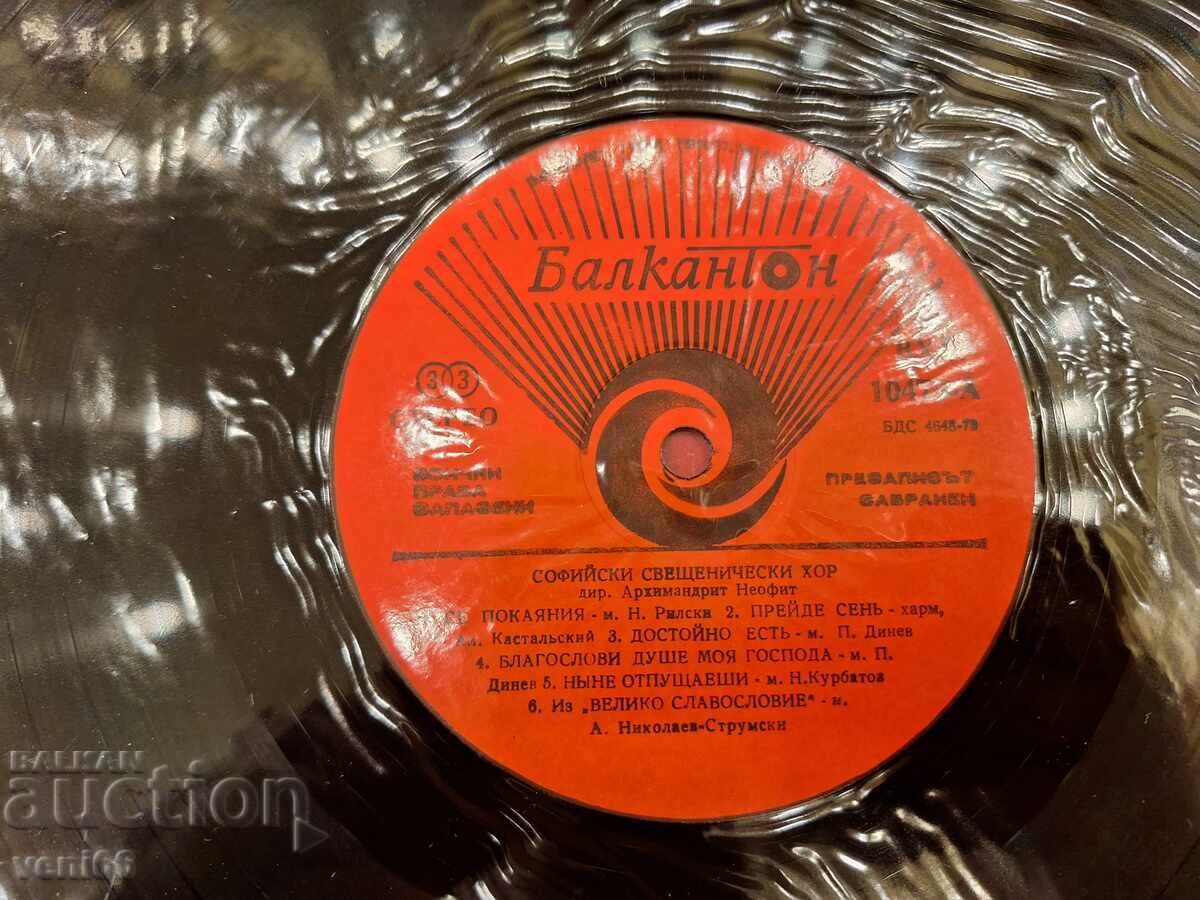 Балкантон
33
БДС 4645-79
ВСИЧКИ
ПРАВА
ЗАПАЗЕНИ
ПРЕЗАПИСЪТ
ЗАБРАНЕН
СОФИЙСКИ СВЕЩЕНИЧЕСКИ ХОР
дир. Архимандрит Неофит
ПОКАЯНИЯ - м. Н. Рилски 2. ПРЕЙДЕ СЕНЬ - харм,
Кастальский 3. ДОСТОЙНО ЕСТЬ - м. П. Динев
4. БЛАГОСЛОВИ ДУШЕ МОЯ ГОСПОДА - м. П.
Динев 5. НЫНЕ ОТПУЩАЕШИ - м. Н.Курбатов
6. Из „ВЕЛИКО СЛАВОСЛОВИЕ" - м.
А. Николаев-Струмски
BALKAN
auction
veni66